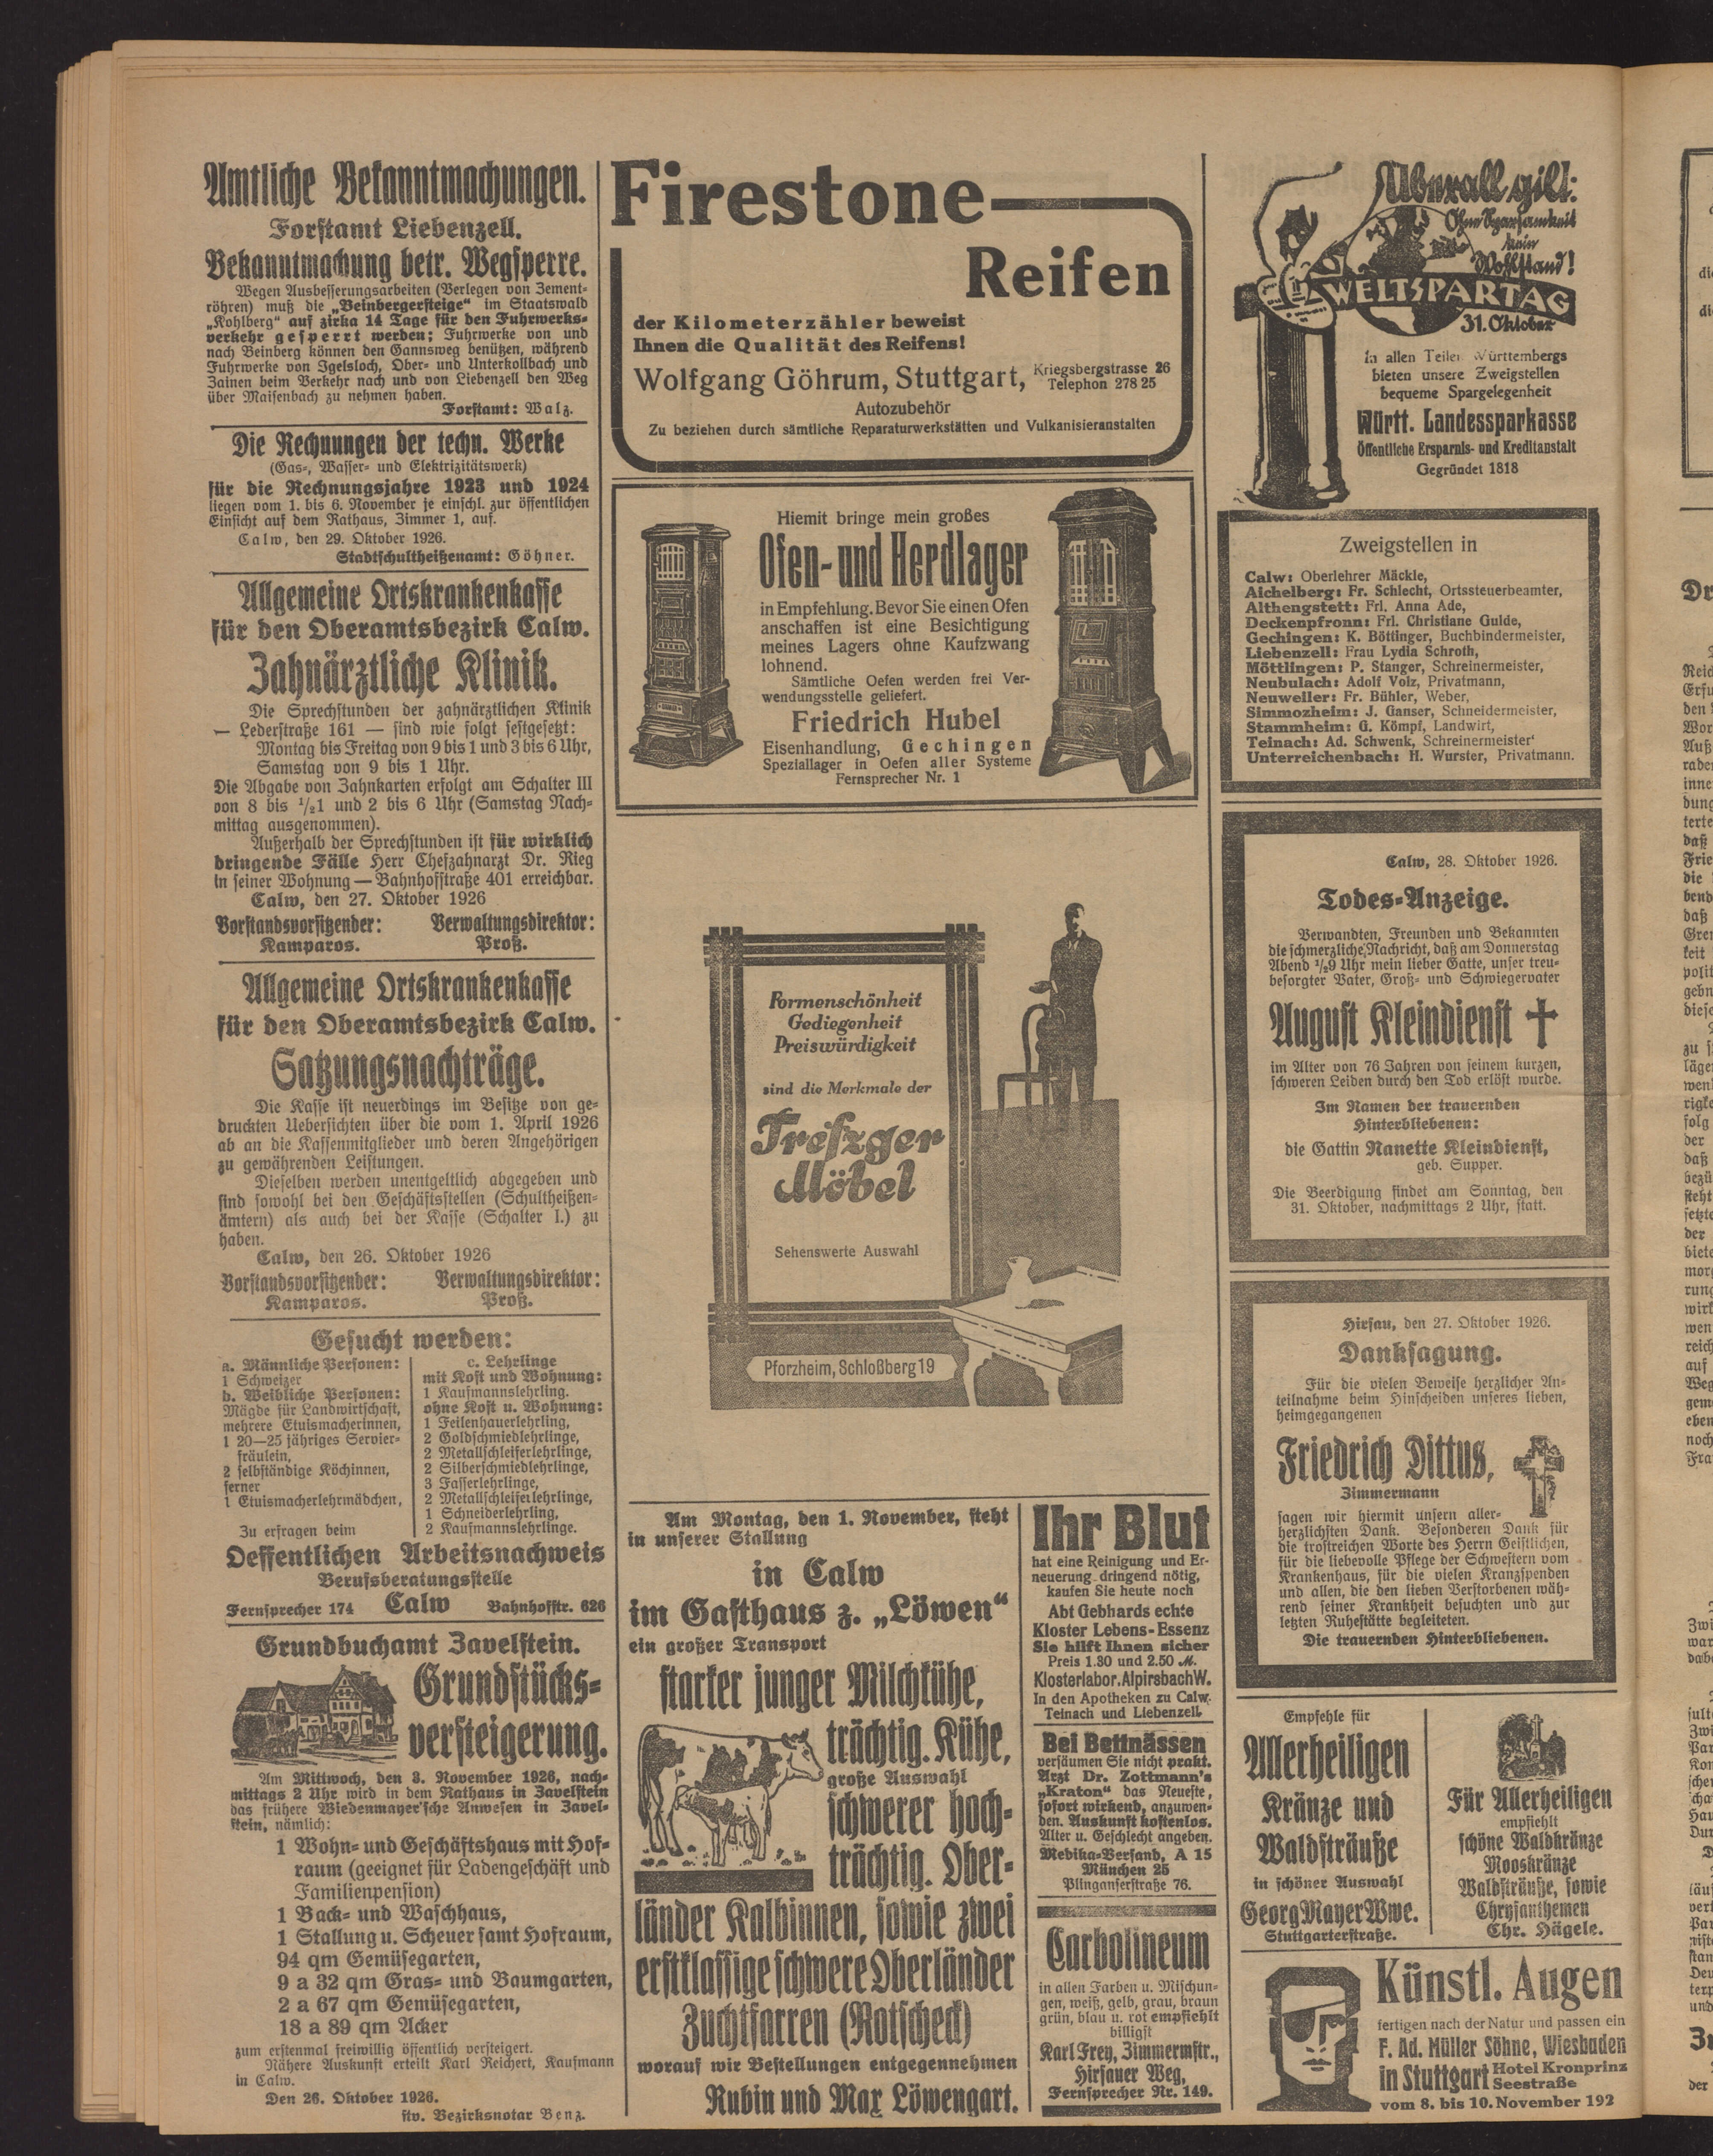 Amtliche Bekanntmachungen.
Forstamt Liebenzell.
Bekanntmachung betr. Wegsperre.
Wegen Ausbesserungsarbeiten (Verlegen von Zement-
röhren) muß die „Beinbergersteige“ im Staatswald
„Kohlberg“ auf zirka 14 Tage für den Fuhrwerks-
verkehr gesperrt werden; Fuhrwerke von und
nach Beinberg können den Gannsweg benützen, während
Fuhrwerke von Igelsloch, Ober- und Unterkollbach und
Zainen beim Verkehr nach und von Liebenzell den Weg
über Maisenbach zu nehmen haben.
Forstamt: Walz.
Die Rechnungen der techn. Werke
(Gas-, Wasser- und Elektrizitätswerk)
für die Rechnungsjahre 1923 und 1924
liegen vom 1. bis 6. November je einschl. zur öffentlichen
Einsicht auf dem Rathaus, Zimmer 1, auf.
Calw, den 29. Oktober 1926.
Stadtschultheißenamt: Göhner.
Allgemeine Ortskrankenkasse
für den Oberamtsbezirk Calw.
Zahnärztliche Klinik.
Die Sprechstunden der zahnärztlichen Klinik
— Lederstraße 161 — sind wie folgt festgesetzt:
Montag bis Freitag von 9 bis 1 und 3 bis 6 Uhr,
Samstag von 9 bis 1 Uhr.
Die Abgabe von Zahnkarten erfolgt am Schalter III
von 8 bis 1/21 und 2 bis 6 Uhr (Samstag Nach-
mittag ausgenommen).
Außerhalb der Sprechstunden ist für wirklich
dringende Fälle Herr Chefzahnarzt Dr. Rieg
in seiner Wohnung — Bahnhofstraße 401 erreichbar.
Calw, den 27. Oktober 1926
Vorstandsvorsitzender: Verwaltungsdirektor:
Kamparos. Proß.
Allgemeine Ortskrankenkasse
für den Oberamtsbezirk Calw.
Satzungsnachträge.
Die Kasse ist neuerdings im Besitze von ge-
druckten Uebersichten über die vom 1. April 1926
ab an die Kassenmitglieder und deren Angehörigen
zu gewährenden Leistungen.
Dieselben werden unentgeltlich abgegeben und
sind sowohl bei den Geschäftsstellen (Schultheißen-
ämtern) als auch bei der Kasse (Schalter I.) zu
haben.
Calw, den 26. Oktober 1926
Vorstandsvorsitzender: Verwaltungsdirektor:
Kamparos. Proß.
Gesucht werden:
a. Männliche Personen:
1 Schweizer
b. Weibliche Personen:
Mägde für Landwirtschaft,
mehrere Etuismacherinnen,
1 20—25 jähriges Servier-
fräulein,
2 selbständige Köchinnen,
ferner
1 Etuismacherlehrmädchen,
Zu erfragen beim
c. Lehrlinge
mit Kost und Wohnung:
1 Kaufmannslehrling.
ohne Kost u. Wohnung:
1 Feilenhauerlehrling,
2 Goldschmiedlehrlinge,
2 Metallschleiferlehrlinge,
2 Silberschmiedlehrlinge,
3 Fasserlehrlinge,
2 Metallschleiferlehrlinge,
1 Schneiderlehrling,
2 Kaufmannslehrlinge.
Oeffentlichen Arbeitsnachweis
Berufsberatungsstelle
Fernsprecher 174 Calw Bahnhofstr. 626
Grundbuchamt Zavelstein.
Grundstücks-
versteigerung.
Am Mittwoch, den 3. November 1926, nach-
mittags 2 Uhr wird in dem Rathaus in Zavelstein
das frühere Wiedenmayer'sche Anwesen in Zavel-
stein, nämlich:
1 Wohn- und Geschäftshaus mit Hof-
raum (geeignet für Ladengeschäft und
Familienpension)
1 Back- und Waschhaus,
1 Stallung u. Scheuer samt Hofraum,
94 qm Gemüsegarten,
9 a 32 qm Gras- und Baumgarten,
2 a 67 qm Gemüsegarten,
18 a 89 qm Acker
zum erstenmal freiwillig öffentlich versteigert.
Nähere Auskunft erteilt Karl Reichert, Kaufmann
in Calw.
Den 26. Oktober 1926.
stv. Bezirksnotar Benz.
Firestone
Reifen
der Kilometerzähler beweist
Ihnen die Qualität des Reifens!
Wolfgang Göhrum, Stuttgart, Kriegsbergstrasse 26
Telephon 278 25
Autozubehör
Zu beziehen durch sämtliche Reparaturwerkstätten und Vulkanisieranstalten
Hiemit bringe mein großes
Ofen- und Herdlager
in Empfehlung. Bevor Sie einen Ofen
anschaffen ist eine Besichtigung
meines Lagers ohne Kaufzwang
lohnend.
Sämtliche Oefen werden frei Ver-
wendungsstelle geliefert.
Friedrich Hubel
Eisenhandlung, Gechingen
Speziallager in Oefen aller Systeme
Fernsprecher Nr. 1
Formenschönheit
Gediegenheit
Preiswürdigkeit
sind die Merkmale der
Trefzger
Möbel
Sehenswerte Auswahl
Pforzheim, Schloßberg 19
Am Montag, den 1. November, steht
in unserer Stallung
in Calw
im Gasthaus z. „Löwen“
ein großer Transport
starker junger Milchkühe,
trächtig. Kühe,
große Auswahl
schwerer hoch-
trächtig. Ober-
länder Kalbinnen, sowie zwei
erstklassige schwere Oberländer
Zuchtfarren (Rotscheck)
worauf wir Bestellungen entgegennehmen
Rubin und Max Löwengart.
Ihr Blut
hat eine Reinigung und Er-
neuerung dringend nötig,
kaufen Sie heute noch
Abt Gebhards echte
Kloster Lebens-Essenz
Sie hilft Ihnen sicher
Preis 1.30 und 2.50 M.
Klosterlabor. Alpirsbach W.
In den Apotheken zu Calw.
Teinach und Liebenzell
Bei Bettnässen
versäumen Sie nicht prakt.
Arzt Dr. Zottmann's
„Kraton“ das Neueste,
sofort wirkend, anzuwen-
den. Auskunft kostenlos.
Alter u. Geschlecht angeben.
Medika-Versand, A 15
München 25
Plinganserstraße 76.
Carbolineum
in allen Farben u. Mischun-
gen, weiß, gelb, grau, braun
grün, blau u. rot empfiehlt
billigst
Karl Frey, Zimmermstr.,
Hirsauer Weg,
Fernsprecher Nr. 149.
Überall gilt:
Ohne Sparsamkeit
kein
Wohlstand!
WELTSPARTAG
31. Oktober
In allen Teilen Württembergs
bieten unsere Zweigstellen
bequeme Spargelegenheit
Württ. Landessparkasse
Öffentliche Ersparnis- und Kreditanstalt
Gegründet 1818
Zweigstellen in
Calw: Oberlehrer Mäckle,
Aichelberg: Fr. Schlecht, Ortssteuerbeamter,
Althengstett: Frl. Anna Ade,
Deckenpfronn: Frl. Christiane Gulde,
Gechingen: K. Böttinger, Buchbindermeister,
Liebenzell: Frau Lydia Schroth,
Möttlingen: P. Stanger, Schreinermeister,
Neubulach: Adolf Volz, Privatmann,
Neuweiler: Fr. Bühler, Weber,
Simmozheim: J. Ganser, Schneidermeister,
Stammheim: G. Kömpf, Landwirt,
Teinach: Ad. Schwenk, Schreinermeister'
Unterreichenbach: H. Wurster, Privatmann.
Calw, 28. Oktober 1926.
Todes-Anzeige.
Verwandten, Freunden und Bekannten
die schmerzliche Nachricht, daß am Donnerstag
Abend 1/29 Uhr mein lieber Gatte, unser treu-
besorgter Vater, Groß- und Schwiegervater
August Kleindienst ✝
im Alter von 76 Jahren von seinem kurzen,
schweren Leiden durch den Tod erlöst wurde.
Im Namen der trauernden
Hinterbliebenen:
die Gattin Nanette Kleindienst,
geb. Supper.
Die Beerdigung findet am Sonntag, den
31. Oktober, nachmittags 2 Uhr, statt.
Hirsau, den 27. Oktober 1926.
Danksagung.
Für die vielen Beweise herzlicher An-
teilnahme beim Hinscheiden unseres lieben,
heimgegangenen
Friedrich Dittus,
Zimmermann
sagen wir hiermit unsern aller-
herzlichsten Dank. Besonderen Dank für
die trostreichen Worte des Herrn Geistlichen,
für die liebevolle Pflege der Schwestern vom
Krankenhaus, für die vielen Kranzspenden
und allen, die den lieben Verstorbenen wäh-
rend seiner Krankheit besuchten und zur
letzten Ruhestätte begleiteten.
Die trauernden Hinterbliebenen.
Empfehle für
Allerheiligen
Kränze und
Waldsträuße
in schöner Auswahl
Georg Mayer Wwe.
Stuttgarterstraße.
Für Allerheiligen
empfiehlt
schöne Waldkränze
Mooskränze
Waldsträuße, sowie
Chrysanthemen
Chr. Hägele.
Künstl. Augen
fertigen nach der Natur und passen ein
F. Ad. Müller Söhne, Wiesbaden
in Stuttgart Hotel Kronprinz
Seestraße
vom 8. bis 10. November 192